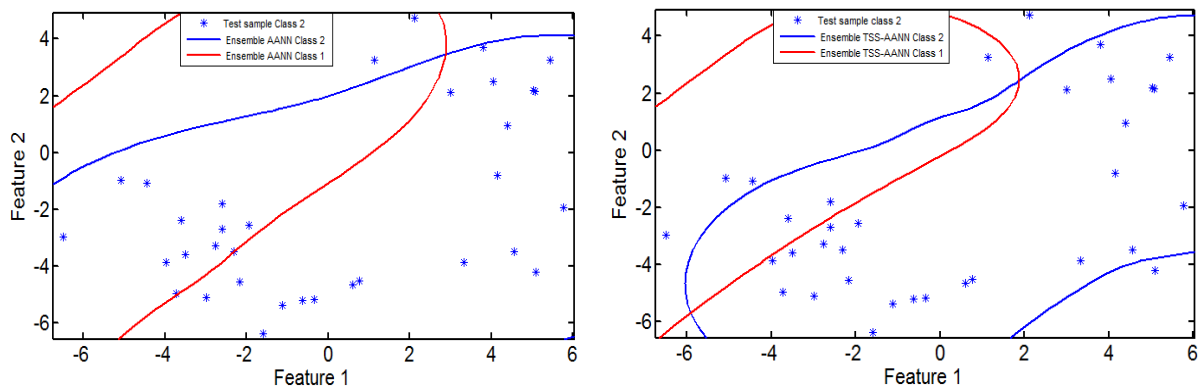 Test sample class 2
Ensemble AANN Class 2
Ensemble AANN Class 1
4
2
0
-2
-4
-6
Feature 2
-6
-4
-2
0
2
4
6
Feature 1
Test sample class 2
Ensemble TSS-AANN Class 2
Ensemble TSS-AANN Class 1
4
2
0
-2
-4
-6
Feature 2
-6
-4
-2
0
2
4
6
Feature 1